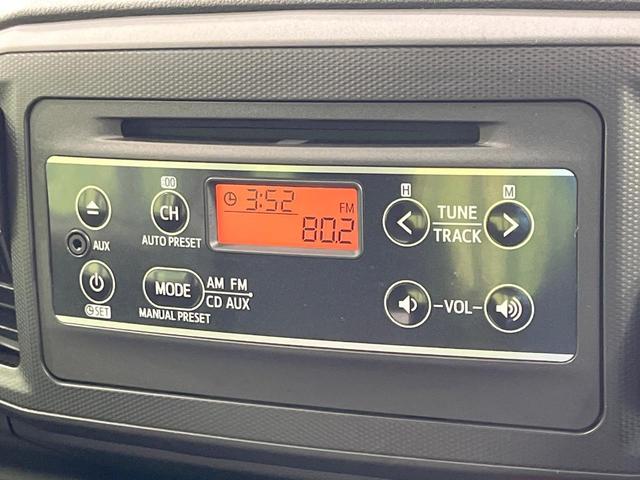 :00
H
M
CH
3:52
FM
80.2
TUNE
TRACK
AUX
AUTO PRESET
MODE
AM FM
CD AUX
MANUAL PRESET
SET
-VOL-